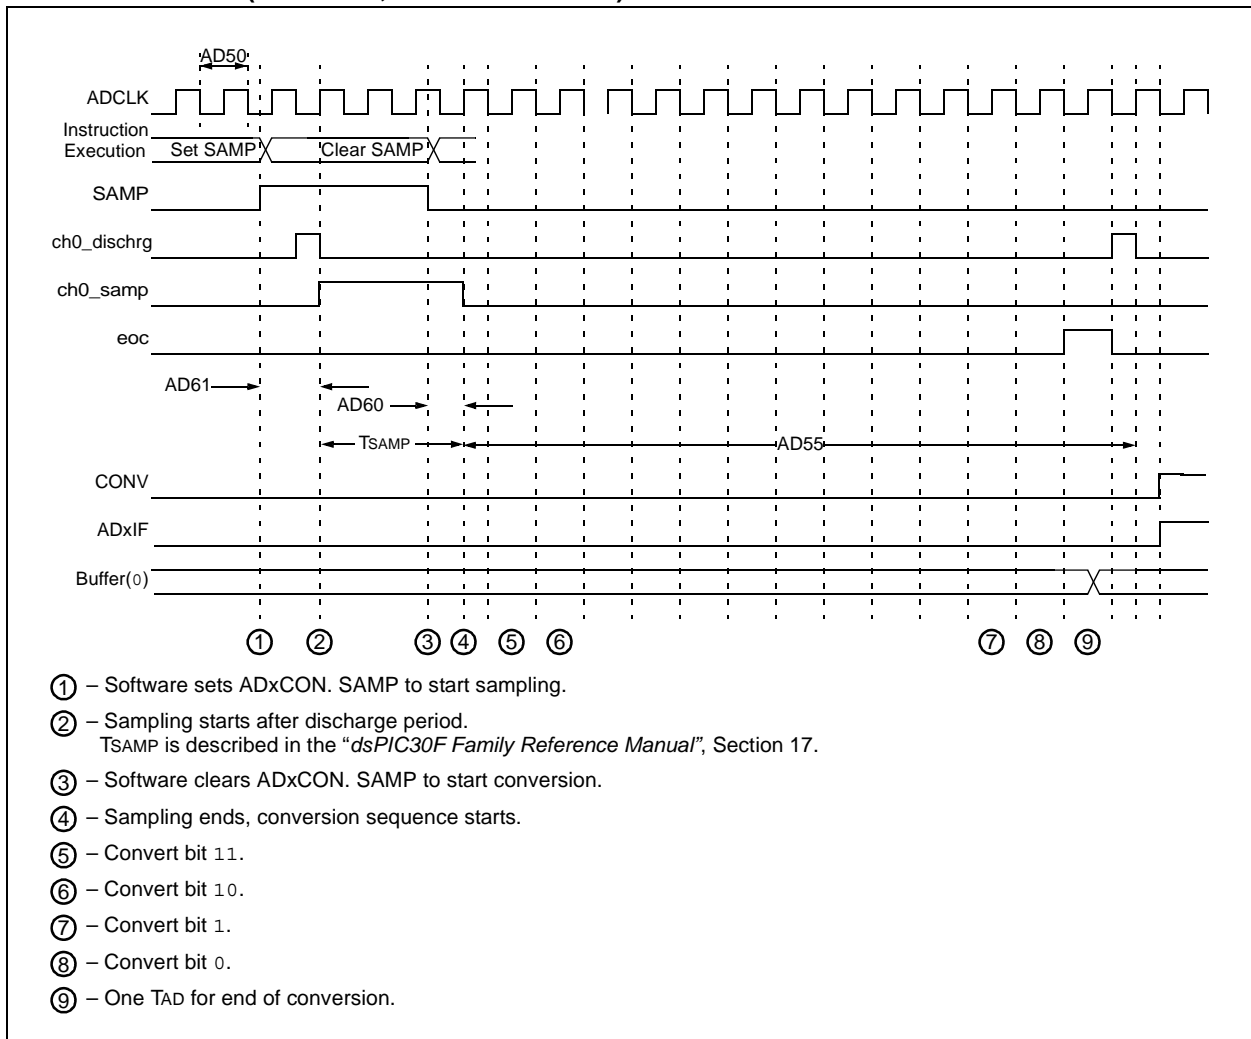 AD50
ADCLK
Instruction
Execution
Set SAMP
Clear SAMP
SAMP
ch0_dischrg
ch0_samp
eoc
AD61
AD60
TSAMP
AD55
CONV
ADxIF
Buffer(0)
1 2 3 4 5 6 7 8 9
1 – Software sets ADxCON. SAMP to start sampling.
2 – Sampling starts after discharge period.
TSAMP is described in the “dsPIC30F Family Reference Manual”, Section 17.
3 – Software clears ADxCON. SAMP to start conversion.
4 – Sampling ends, conversion sequence starts.
5 – Convert bit 11.
6 – Convert bit 10.
7 – Convert bit 1.
8 – Convert bit 0.
9 – One TAD for end of conversion.